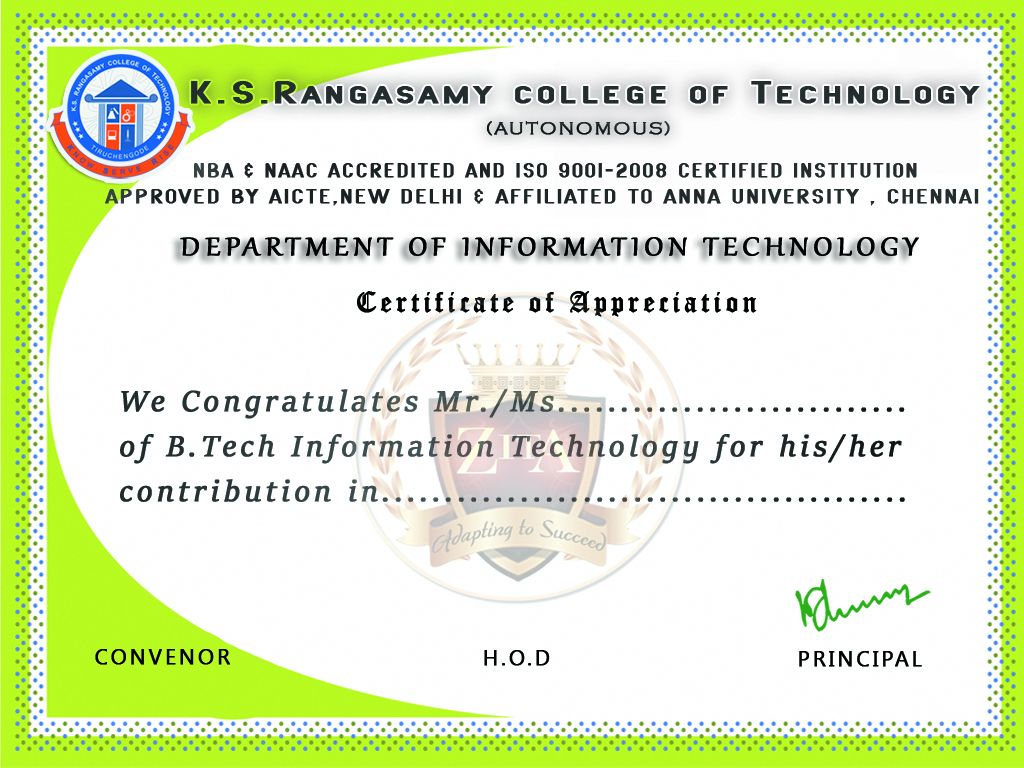 K.S. RANGASAMY COLLEGE OF TECHNOLOGY
TIRUCHENGODE
KNOW SERVE RISE
K.S.RANGASAMY COLLEGE OF TECHNOLOGY
(AUTONOMOUS)
NBA & NAAC ACCREDITED AND ISO 9001-2008 CERTIFIED INSTITUTION
APPROVED BY AICTE,NEW DELHI & AFFILIATED TO ANNA UNIVERSITY , CHENNAI
DEPARTMENT OF INFORMATION TECHNOLOGY
Certificate of Appreciation
We Congratulates Mr./Ms............................
of B.Tech Information Technology for his/her
contribution in..........................................
ZITA
Adapting to Succeed
CONVENOR H.O.D PRINCIPAL